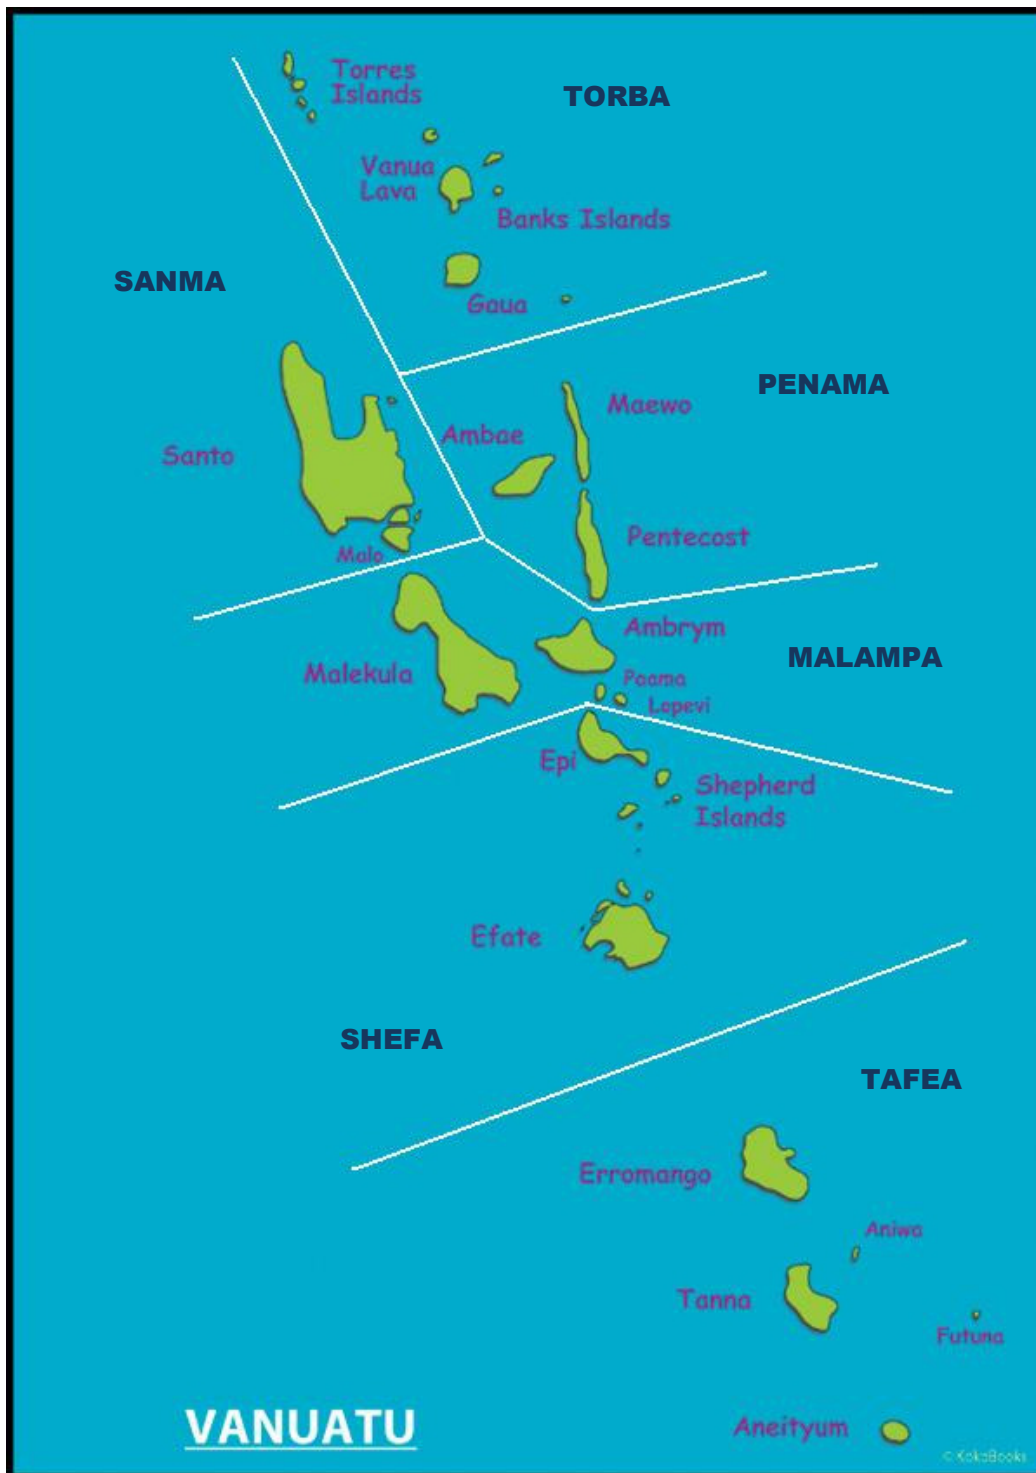 Torres
Islands
TORBA
Vanua
Lava
Banks Islands
SANMA
Gaua
PENAMA
Maewo
Ambae
Santo
Pentecost
Malo
Ambrym
MALAMPA
Malekula
Paama
Lopevi
Epi
Shepherd
Islands
Efate
SHEFA
TAFEA
Erromango
Aniwa
Tanna
Futuna
VANUATU
Aneityum
© KokoBooks